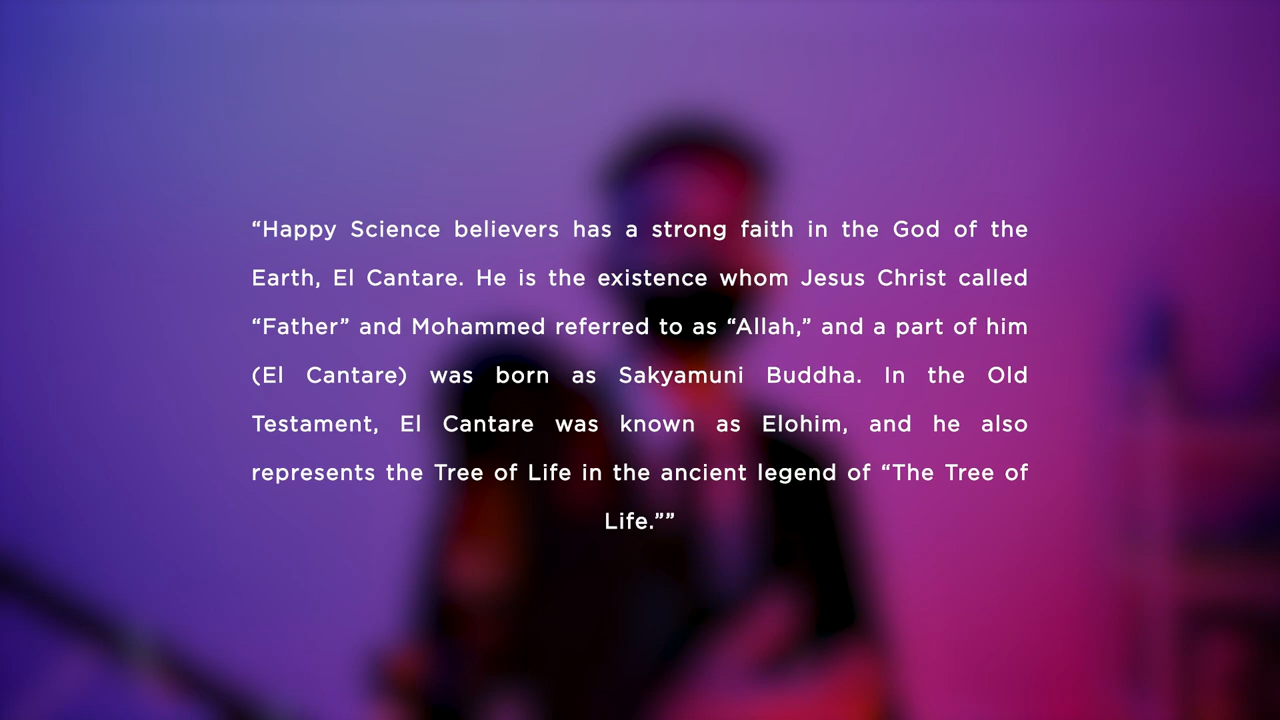 “Happy Science believers has a strong faith in the God of the
Earth, El Cantare. He is the existence whom Jesus Christ called
“Father” and Mohammed referred to as “Allah,” and a part of him
(El Cantare) was born as Sakyamuni Buddha. In the Old
Testament, El Cantare was known as Elohim, and he also
represents the Tree of Life in the ancient legend of “The Tree of
Life.””